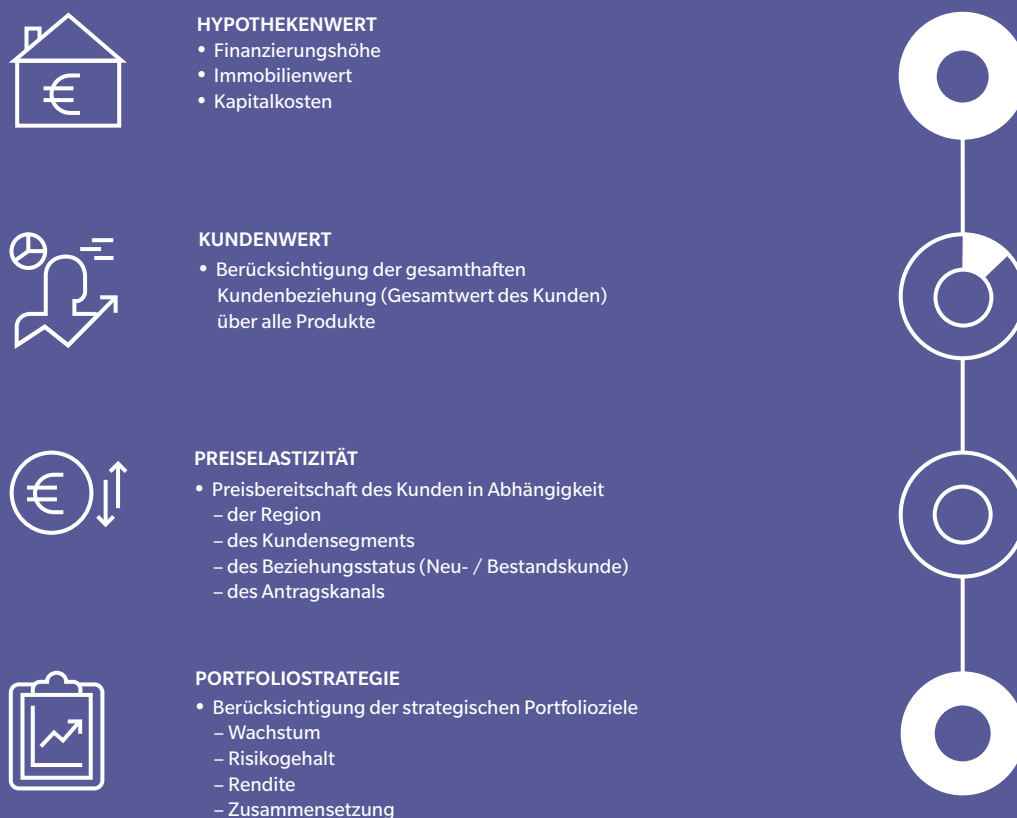 HYPOTHEKENWERT
• Finanzierungshöhe
• Immobilienwert
• Kapitalkosten
KUNDENWERT
• Berücksichtigung der gesamthaften
Kundenbeziehung (Gesamtwert des Kunden)
über alle Produkte
PREISELASTIZITÄT
• Preisbereitschaft des Kunden in Abhängigkeit
– der Region
– des Kundensegments
– des Beziehungsstatus (Neu- / Bestandskunde)
– des Antragskanals
PORTFOLIOSTRATEGIE
• Berücksichtigung der strategischen Portfolioziele
– Wachstum
– Risikogehalt
– Rendite
– Zusammensetzung